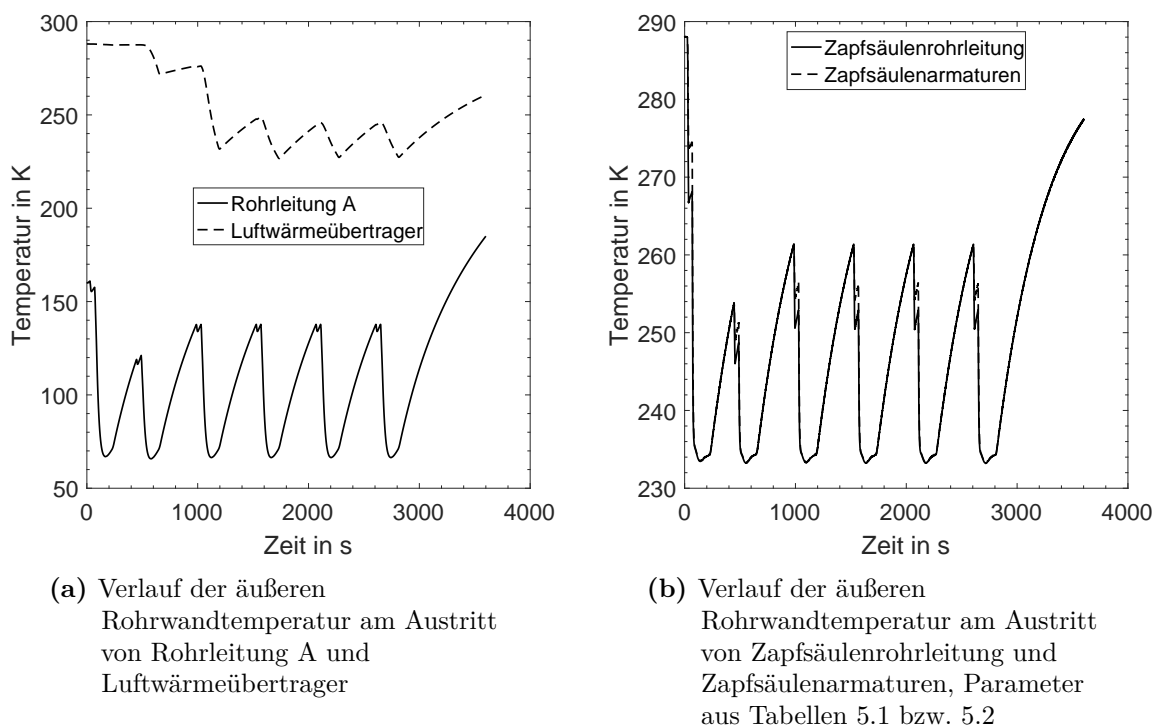 300
250
200
150
100
50
Temperatur in K
Rohrleitung A
Luftwärmeübertrager
0 1000 2000 3000 4000
Zeit in s
(a) Verlauf der äußeren
Rohrwandtemperatur am Austritt
von Rohrleitung A und
Luftwärmeübertrager
290
280
270
260
250
240
230
Temperatur in K
Zapfsäulenrohrleitung
Zapfsäulenarmaturen
0 1000 2000 3000 4000
Zeit in s
(b) Verlauf der äußeren
Rohrwandtemperatur am Austritt
von Zapfsäulenrohrleitung und
Zapfsäulenarmaturen, Parameter
aus Tabellen 5.1 bzw. 5.2